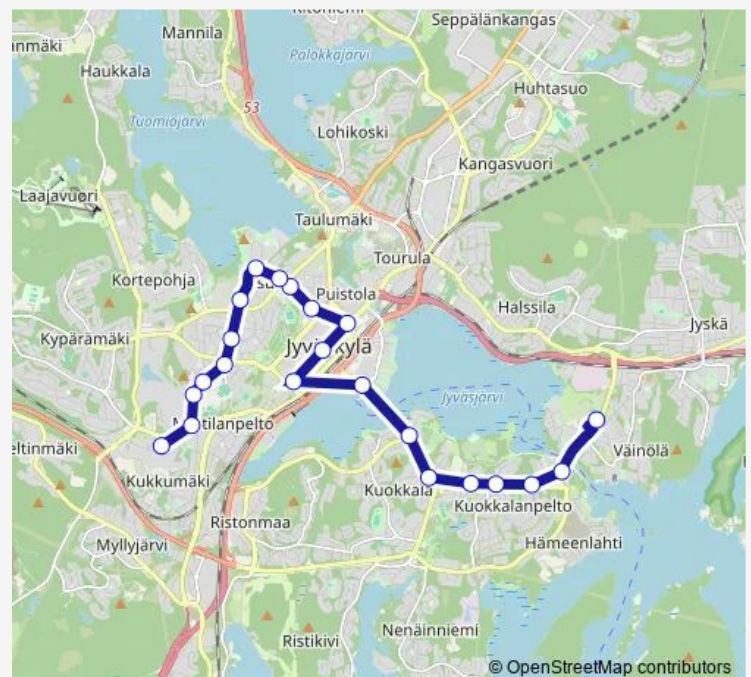 Seppälänkangas
Mannila
Palokkajärvi
Haukkala
Huhtasuo
53
Tuomiojärvi
Lohikoski
Kangasvuori
Laajavuori
Taulumäki
Tourula
Kortepohja
Puistola
Halssila
Jyskä
Kypärämäki
Jyväskylä
Jyväsjärvi
Väinölä
Kukkumäki
Kuokkala
Kuokkalanpelto
Ristonmaa
Hämeenlahti
Myllyjärvi
Nenäinniemi
Ristikivi
© OpenStreetMap contributors